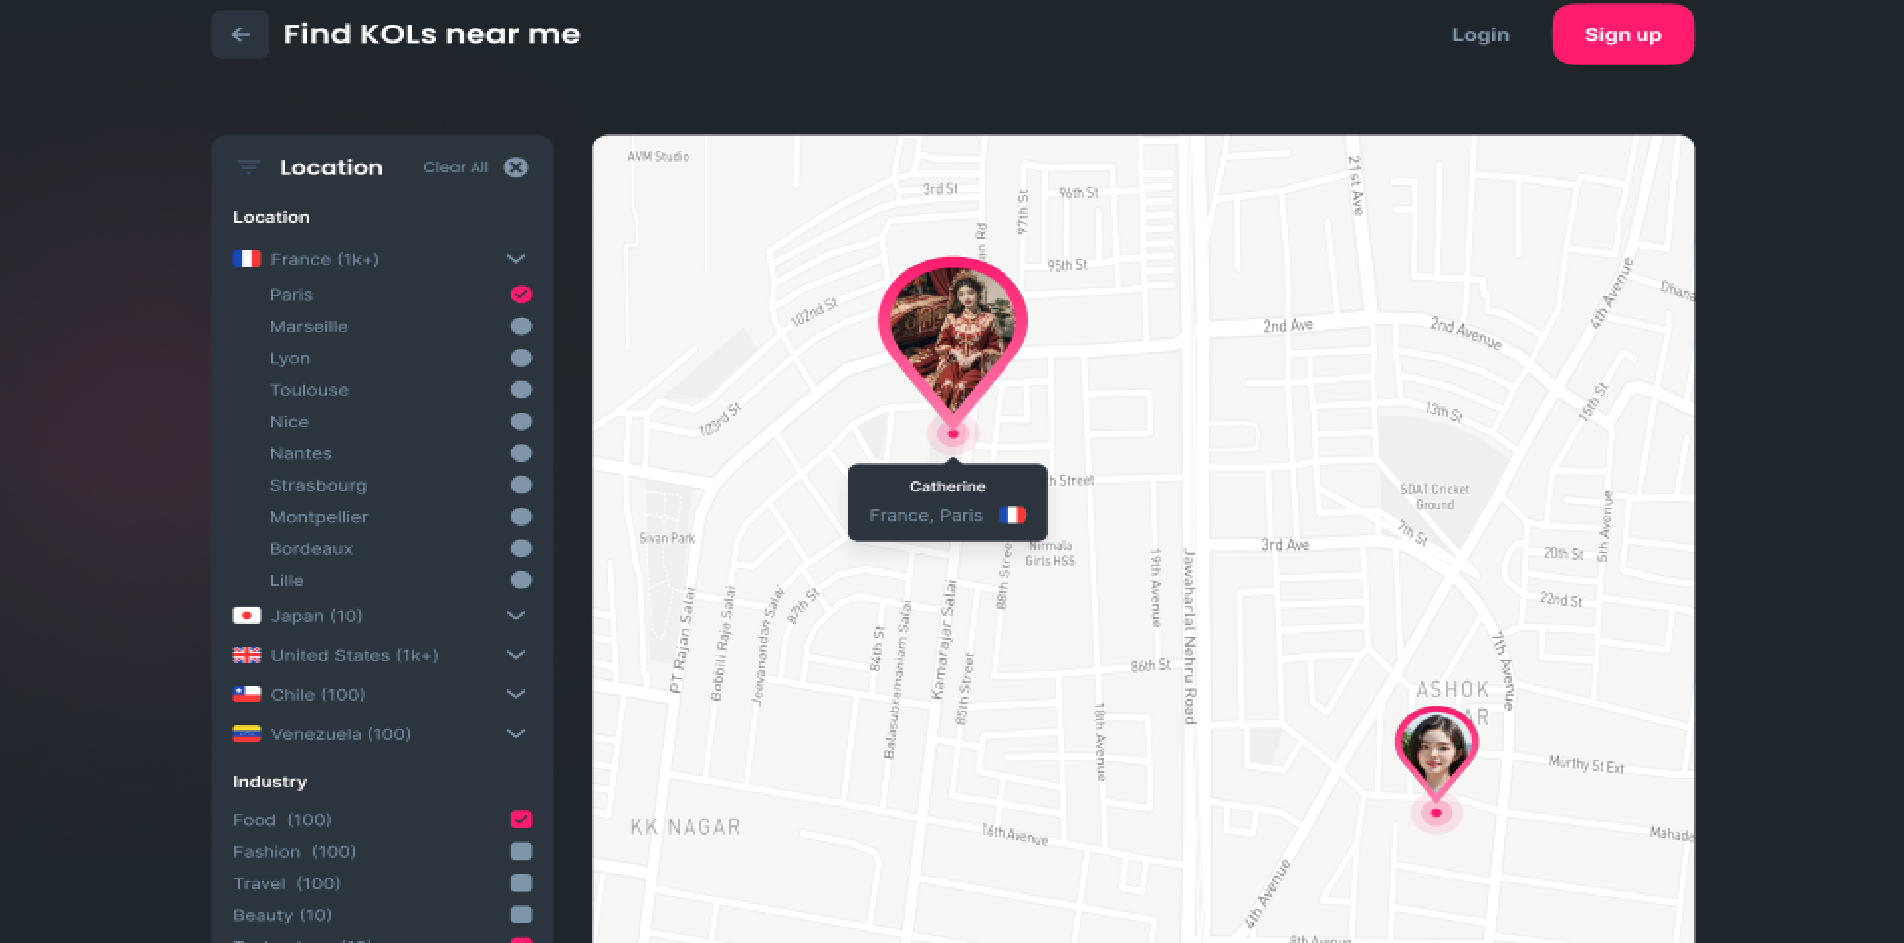 Find KOLs near me
Login
Sign up
Location
Clear All
Location
France (1k+)
Paris
Marseille
Lyon
Toulouse
Nice
Nantes
Strasbourg
Montpellier
Bordeaux
Lille
Japan (10)
United States (1k+)
Chile (100)
Venezuela (100)
Industry
Food (100)
Fashion (100)
Travel (100)
Beauty (10)
AVM Studio
3rd St
97th St
96th St
21st Ave
Rd
95th St
4th Avenue
102nd St
2nd Ave
2nd Avenue
103rd St
13th St
15th St
Catherine
France, Paris
Street
SDAT Cricket
Ground
7th St
5th Avenue
Sivan Park
Nirmala
Girls HSS
3rd Ave
20th St
22nd St
PT Rajan Salai
Bobbili Raja Salai
Jeevanandan Salai
87th St
84th St
Balasubramaniam Salai
Kamarajar Salai
85th Street
88th Street
19th Avenue
Jawaharlal Nehru Road
86th St
7th Avenue
ASHOK
18th Avenue
Murthy St Ext
KK NAGAR
16th Avenue
4th Avenue
8th Avenue